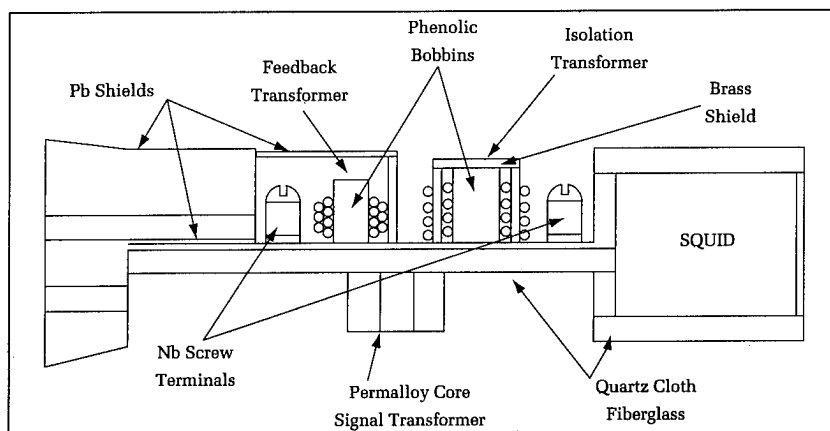 Phenolic
Bobbins
Isolation
Transformer
Feedback
Transformer
Pb Shields
Brass
Shield
SQUID
Nb Screw
Terminals
Permalloy Core
Signal Transformer
Quartz Cloth
Fiberglass